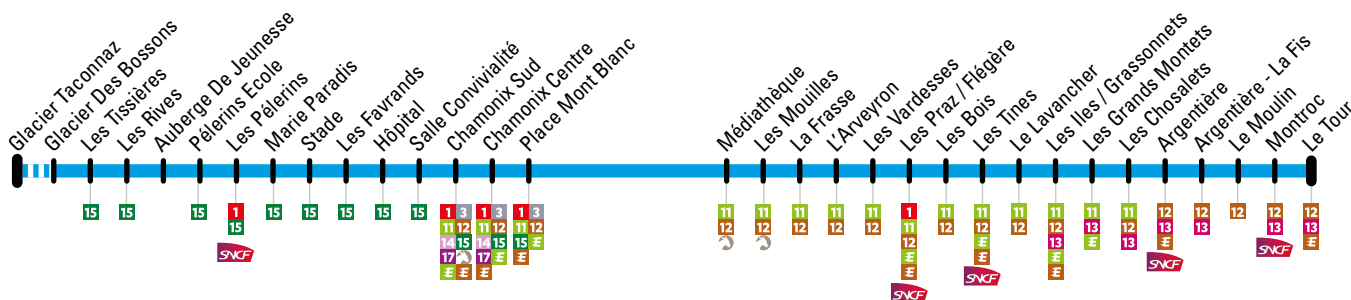 Glacier Taconnaz
Glacier Des Bossons
Les Tissières
Les Rives
Auberge De Jeunesse
Pélerins Ecole
Les Pélerins
Marie Paradis
Stade
Les Favrands
Hôpital
Salle Convivialité
Chamonix Sud
Chamonix Centre
Place Mont Blanc
Médiathèque
Les Mouilles
La Frasse
L'Arveyron
Les Vardesses
Les Praz / Flégère
Les Bois
Les Tines
Le Lavancher
Les Iles / Grassonnets
Les Grands Montets
Les Chosalets
Argentière
Argentière - La Fis
Le Moulin
Montroc
Le Tour
15 15 15 1 15 15 15 15 15 1 3 1 3 1 3 11 11 11 11 11 1 11 11 11 11 11 11 12 12 12 12 12
15 11 12 11 12 11 12 12 12 12 12 12 11 12 12 12 12 13 12 13 13 13 13
SNCF 14 15 14 15 15 12 13 13
17 17 SNCF SNCF
SNCF
SNCF